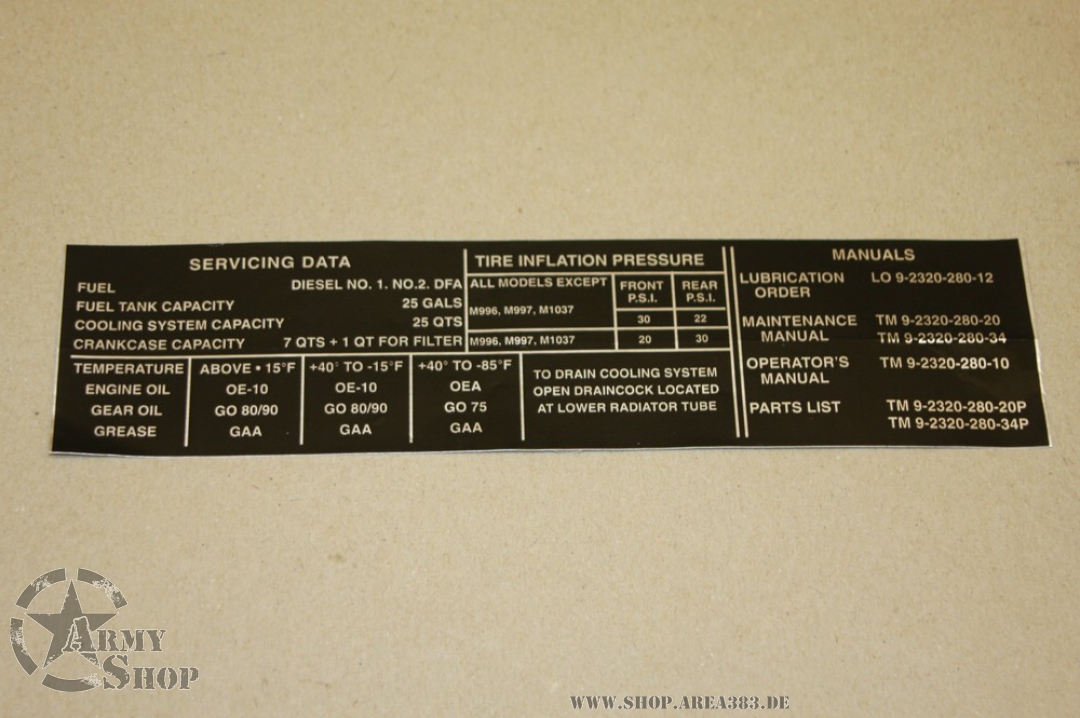 SERVICING DATA
FUEL DIESEL NO. 1. NO.2. DFA
FUEL TANK CAPACITY 25 GALS
COOLING SYSTEM CAPACITY 25 QTS
CRANKCASE CAPACITY 7 QTS + 1 QT FOR FILTER
TIRE INFLATION PRESSURE
ALL MODELS EXCEPT FRONT REAR
P.S.I. P.S.I.
M996, M997, M1037 30 22
M996, M997, M1037 20 30
TEMPERATURE ABOVE • 15°F +40° TO -15°F +40° TO -85°F
ENGINE OIL OE-10 OE-10 OEA
GEAR OIL GO 80/90 GO 80/90 GO 75
GREASE GAA GAA GAA
TO DRAIN COOLING SYSTEM
OPEN DRAINCOCK LOCATED
AT LOWER RADIATOR TUBE
MANUALS
LUBRICATION LO 9-2320-280-12
ORDER
MAINTENANCE TM 9-2320-280-20
MANUAL TM 9-2320-280-34
OPERATOR'S TM 9-2320-280-10
MANUAL
PARTS LIST TM 9-2320-280-20P
TM 9-2320-280-34P
ARMY
SHOP
WWW.SHOP.AREA383.DE